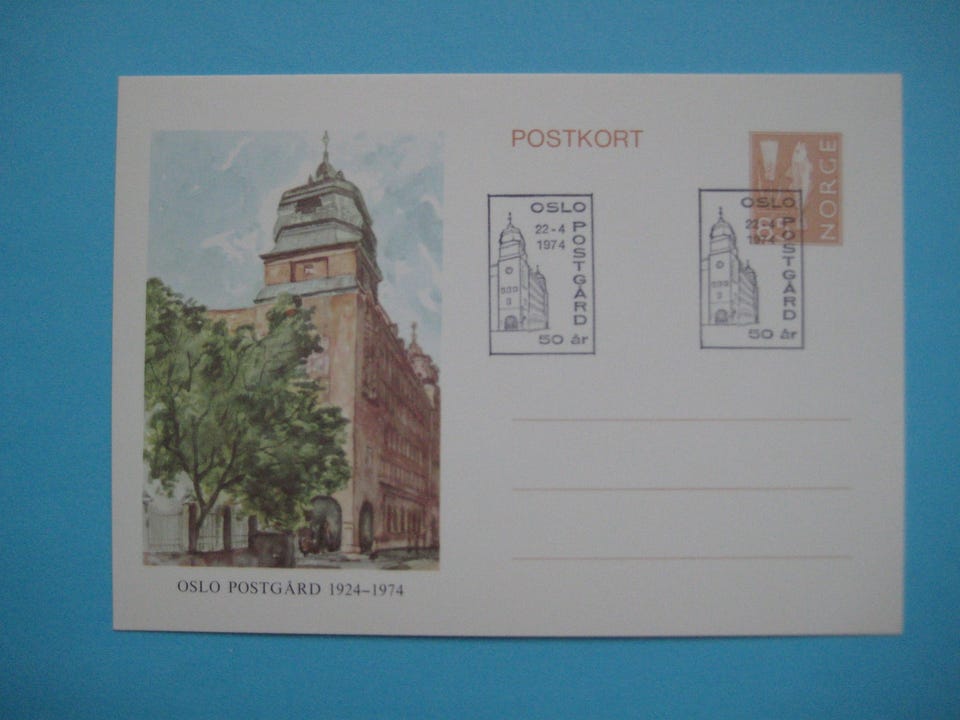 POSTKORT
NORGE
OSLO
POSTGÅRD
22-4
1974
50 år
OSLO
POSTGÅRD
22-4
1974
50 år
OSLO POSTGÅRD 1924–1974